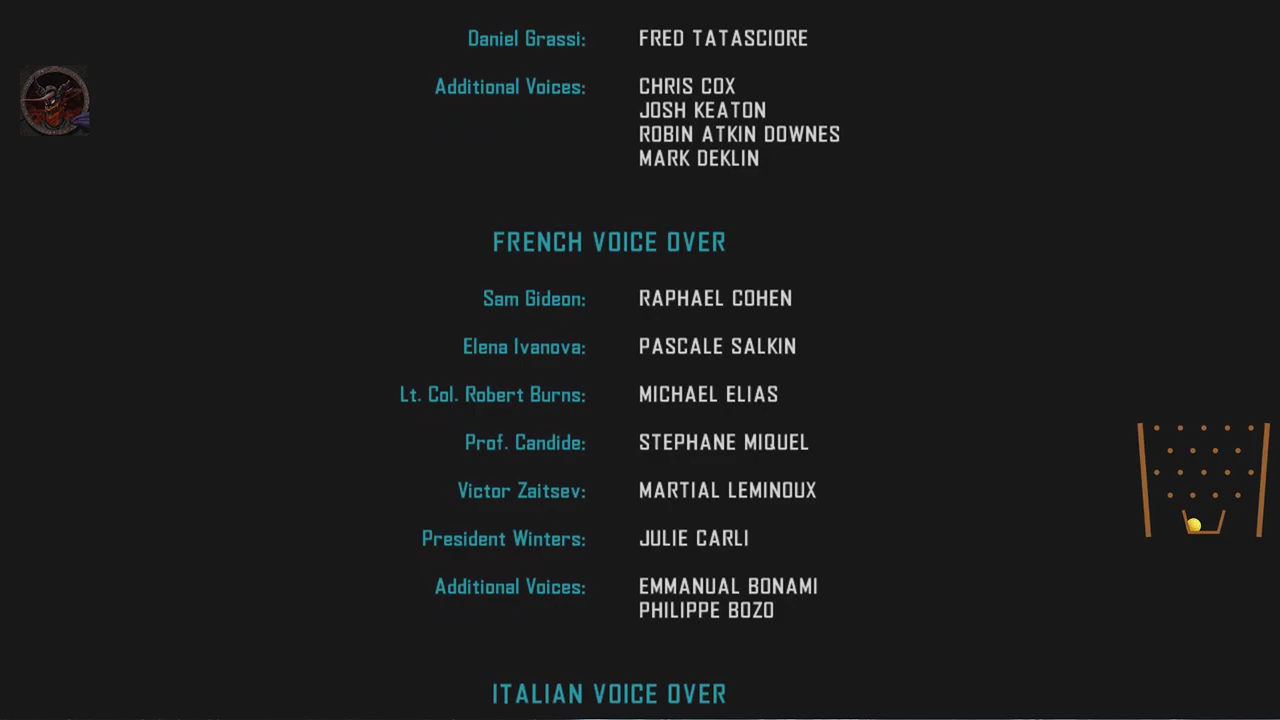 Daniel Grassi: FRED TATASCIORE
Additional Voices: CHRIS COX
JOSH KEATON
ROBIN ATKIN DOWNES
MARK DEKLIN
FRENCH VOICE OVER
Sam Gideon: RAPHAEL COHEN
Elena Ivanova: PASCALE SALKIN
Lt. Col. Robert Burns: MICHAEL ELIAS
Prof. Candide: STEPHANE MIQUEL
Victor Zaitsev: MARTIAL LEMINOUX
President Winters: JULIE CARLI
Additional Voices: EMMANUAL BONAMI
PHILIPPE BOZO
ITALIAN VOICE OVER